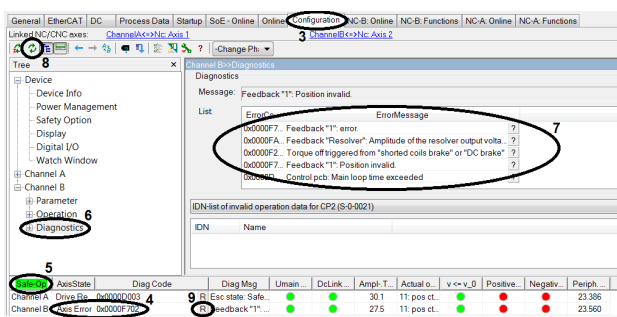 General EtherCAT DC Process Data Startup SoE - Online Online Configuration NC-B: Online NC-B: Functions NC-A: Online NC-A: Functions
Linked NC/CNC axes: ChannelA<=>Nc: Axis 1 3 ChannelB<=>Nc: Axis 2
? -Change Ph:
8
Tree × Channel B>>Diagnostics
Device
Device Info
Power Management
Safety Option
Display
Digital I/O
Watch Window
Channel A
Channel B
Parameter
Operation 6
Diagnostics
Diagnostics
Message: Feedback "1": Position invalid.
List: ErrorCo... ErrorMessage 7
0x0000F7... Feedback "1": error. ?
0x0000FA... Feedback "Resolver": Amplitude of the resolver output volta... ?
0x0000F2... Torque off triggered from "shorted coils brake" or "DC brake" ?
0x0000F7... Feedback "1": Position invalid. ?
0x0000D... Control pcb: Main loop time exceeded
IDN-list of invalid operation data for CP2 (S-0-0021)
IDN Name
5
Safe-Op AxisState Diag Code Diag Msg Umain ... DcLink ... Ampl-T... Actual o... v <= v_0 Positive... Negativ... Periph. ...
Channel A Drive Re... 0x0000D003 4 9 R Esc state: Safe... 30.1 11: pos ct... 23.386
Channel B Axis Error 0x0000F702 R Feedback "1": ... 27.5 11: pos ct... 23.560